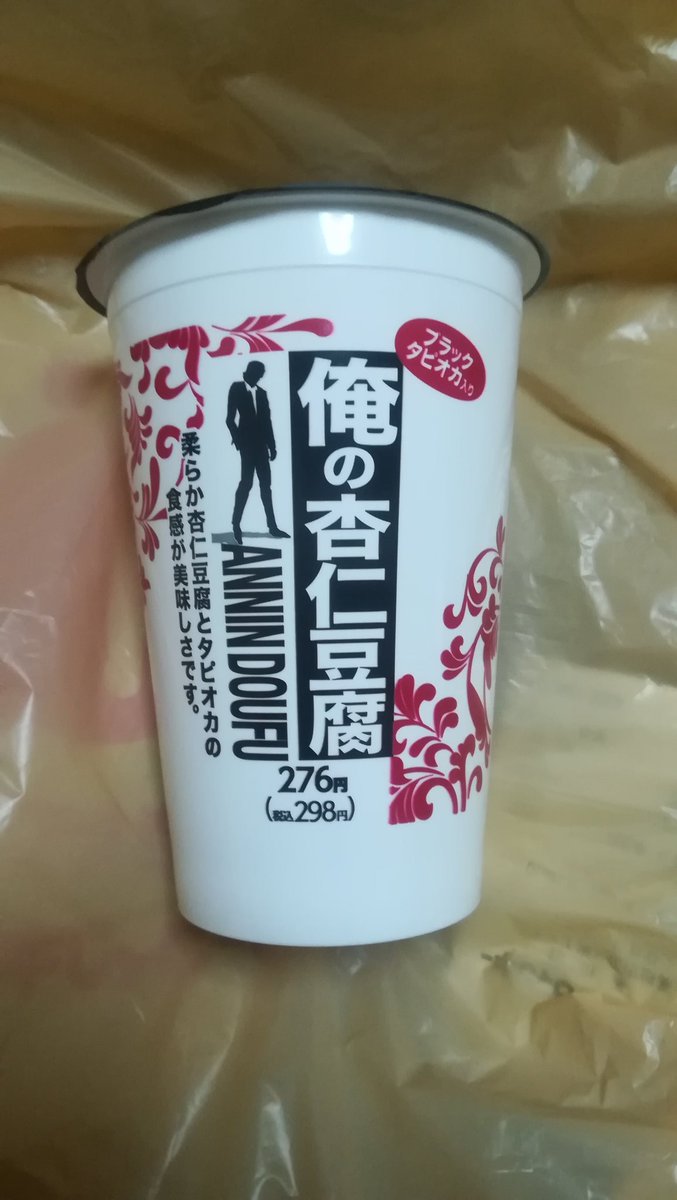 ブラック
タピオカ入り
俺の杏仁豆腐
ANNIN DOUFU
柔らか杏仁豆腐とタピオカの
食感が美味しさです。
276円
(税込298円)